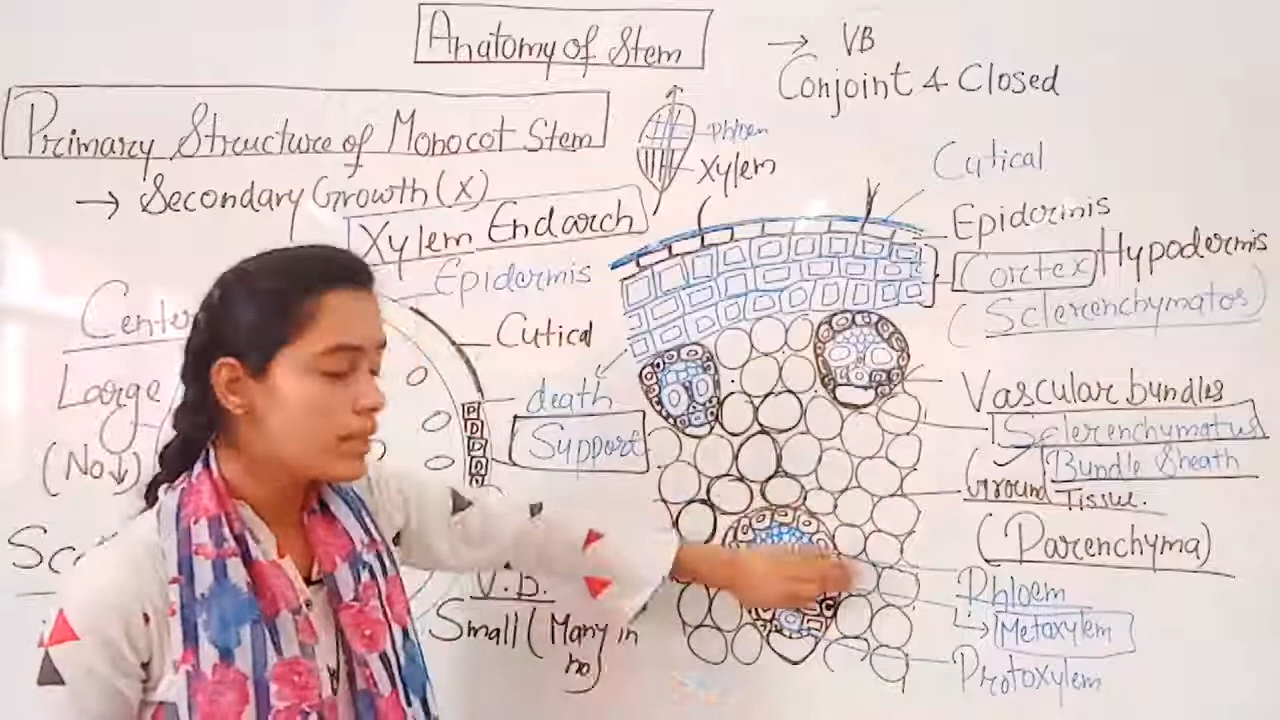 Anatomy of Stem
→ VB
Conjoint & Closed
Primary Structure of Monocot Stem
→ Secondary Growth (x)
Xylem Endarch
Phloem
Xylem
Cutical
Epidermis
Cortex/Hypodermis
(Sclerenchymatos)
Epidermis
Cutical
Center
Large
(No↓)
death
Support
P
D
Vascular bundles
Sclerenchymatus
Bundle Sheath
Ground Tissue.
(Parenchyma)
Phloem
Metaxylem
Protoxylem
V.B.
Small (Many in
no)